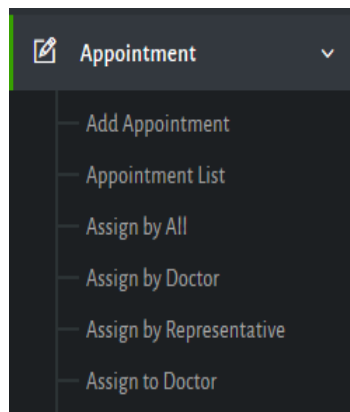 Appointment
Add Appointment
Appointment List
Assign by All
Assign by Doctor
Assign by Representative
Assign to Doctor